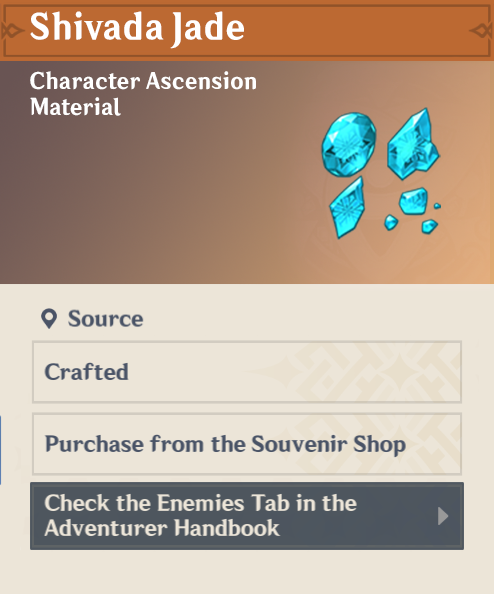 Shivada Jade
Character Ascension
Material
Source
Crafted
Purchase from the Souvenir Shop
Check the Enemies Tab in the
Adventurer Handbook